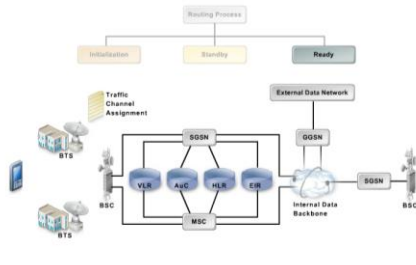 Routing Process
Initialization
Standby
Ready
Traffic
Channel
Assignment
External Data Network
BTS
SGSN
GGSN
VLR
AuC
HLR
EIR
BSC
Internal Data
Backbone
SGSN
BSC
MSC
BTS